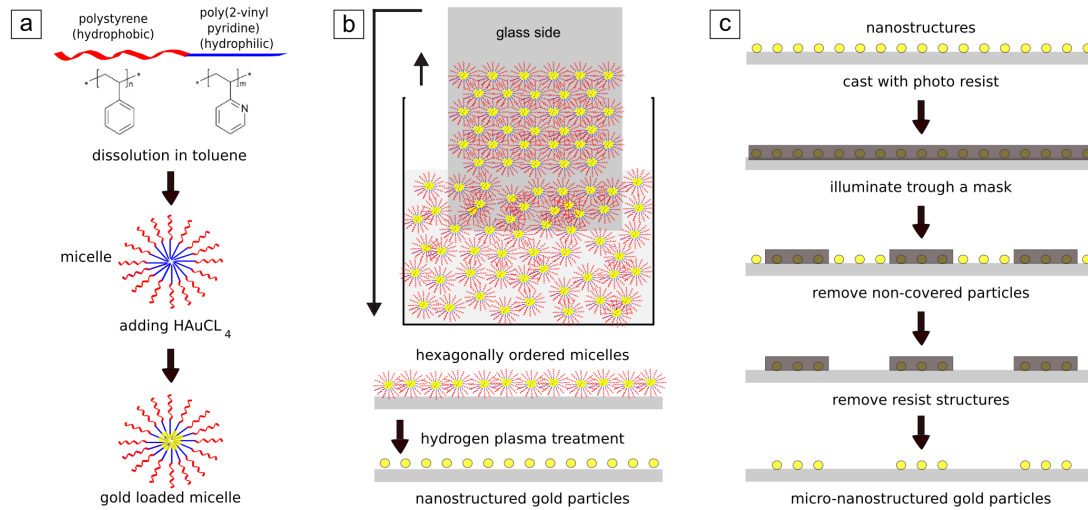 a
polystyrene
(hydrophobic)
poly(2-vinyl
pyridine)
(hydrophilic)
* [ ]n *
* [ ]m *
N
dissolution in toluene
micelle
adding HAuCL4
gold loaded micelle
b
glass side
hexagonally ordered micelles
hydrogen plasma treatment
nanostructured gold particles
c
nanostructures
cast with photo resist
illuminate trough a mask
remove non-covered particles
remove resist structures
micro-nanostructured gold particles